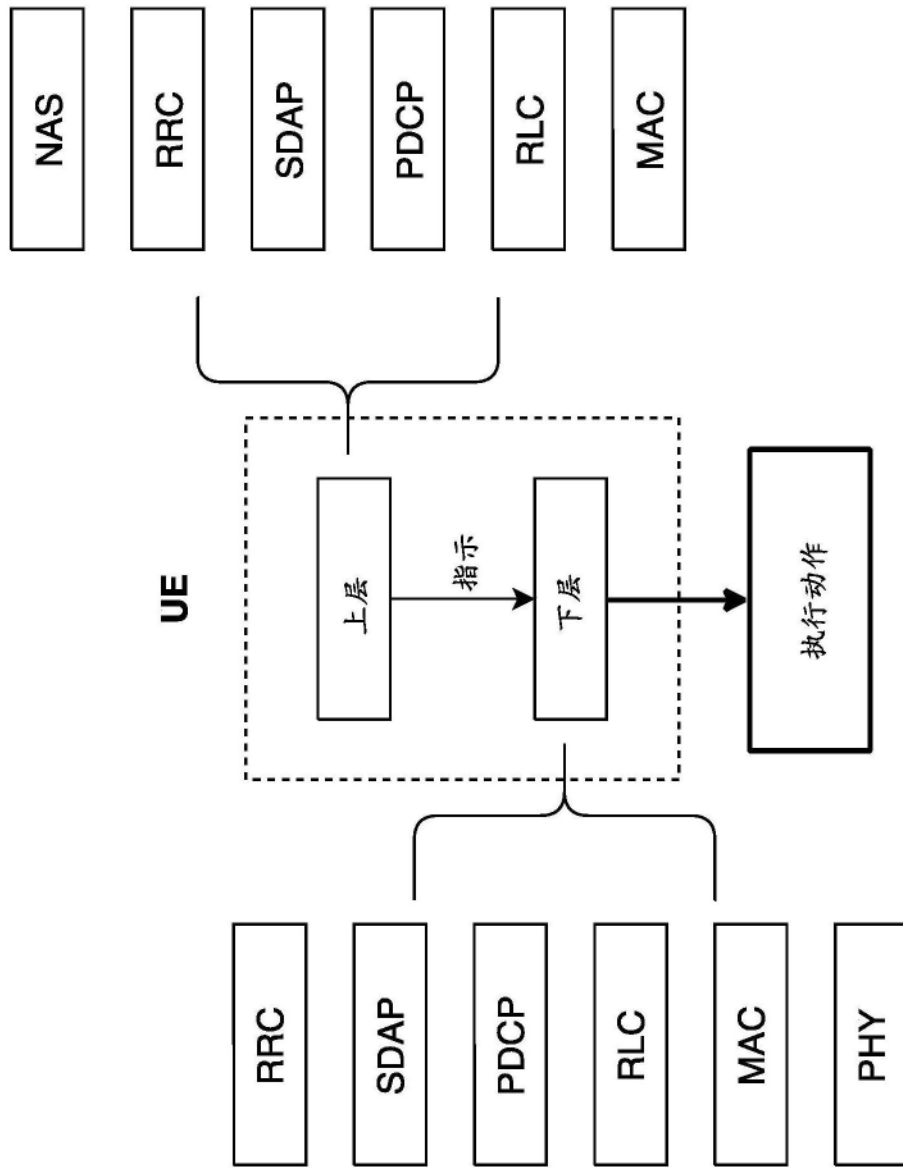 UE
NAS
RRC
SDAP
PDCP
RLC
MAC
上层
指示
下层
执行动作
RRC
SDAP
PDCP
RLC
MAC
PHY